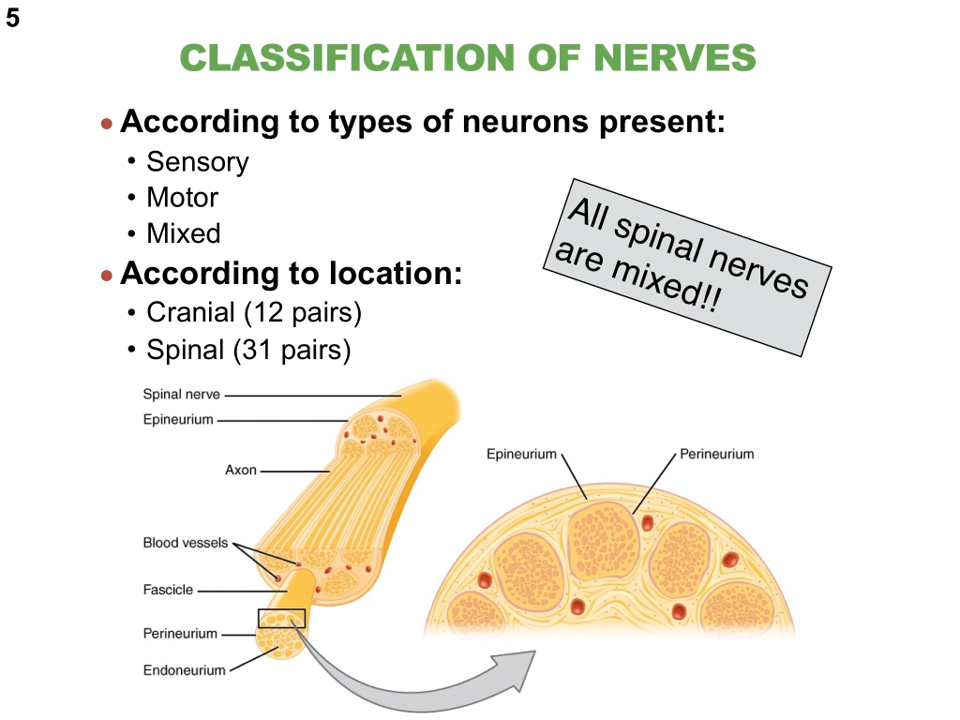 5
CLASSIFICATION OF NERVES
• According to types of neurons present:
• Sensory
• Motor
• Mixed
All spinal nerves
are mixed!!
• According to location:
• Cranial (12 pairs)
• Spinal (31 pairs)
Spinal nerve
Epineurium
Axon
Blood vessels
Fascicle
Perineurium
Endoneurium
Epineurium
Perineurium